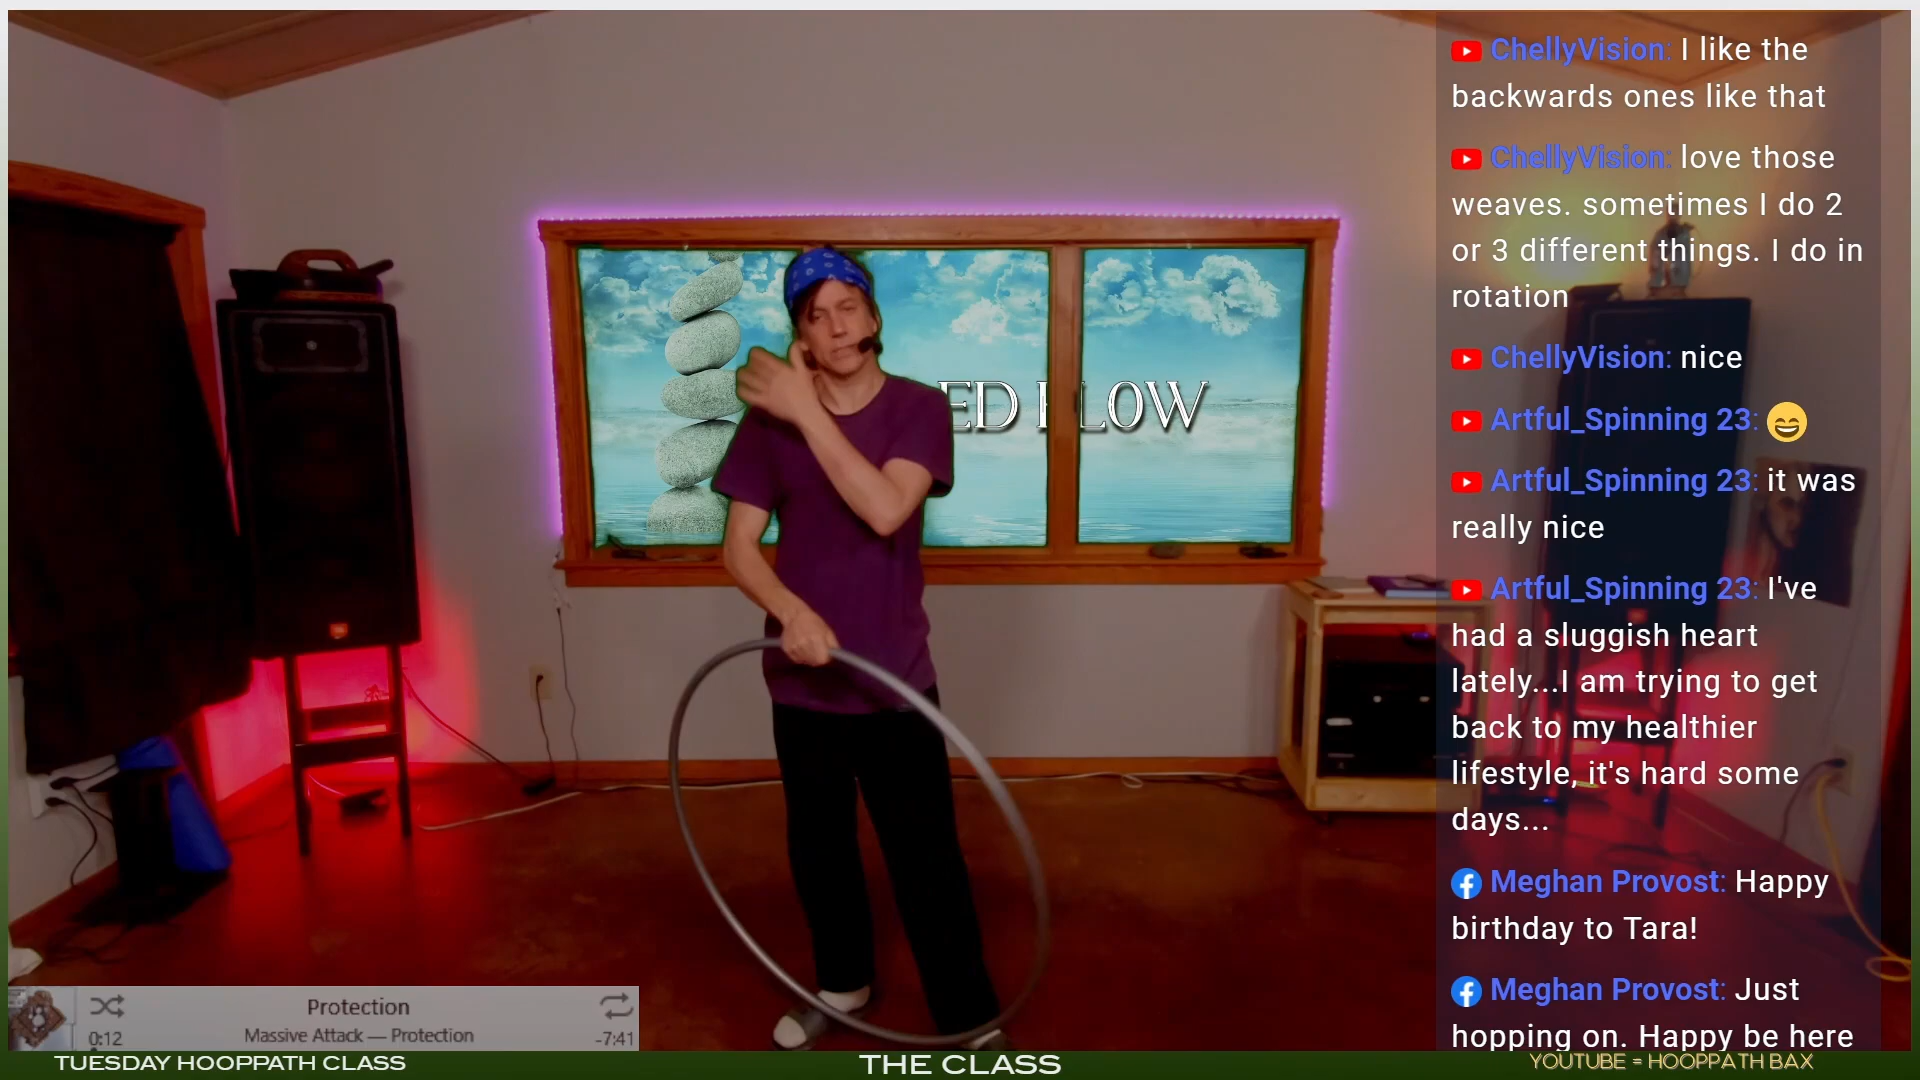 ChellyVision: I like the
backwards ones like that
ChellyVision: love those
weaves. sometimes I do 2
or 3 different things. I do in
rotation
ChellyVision: nice
Artful_Spinning 23: 😄
Artful_Spinning 23: it was
really nice
Artful_Spinning 23: I've
had a sluggish heart
lately...I am trying to get
back to my healthier
lifestyle, it's hard some
days...
Meghan Provost: Happy
birthday to Tara!
Meghan Provost: Just
hopping on. Happy be here
ED FLOW
Protection
0:12
Massive Attack — Protection
-7:41
TUESDAY HOOPPATH CLASS
THE CLASS
YOUTUBE = HOOPPATH BAX